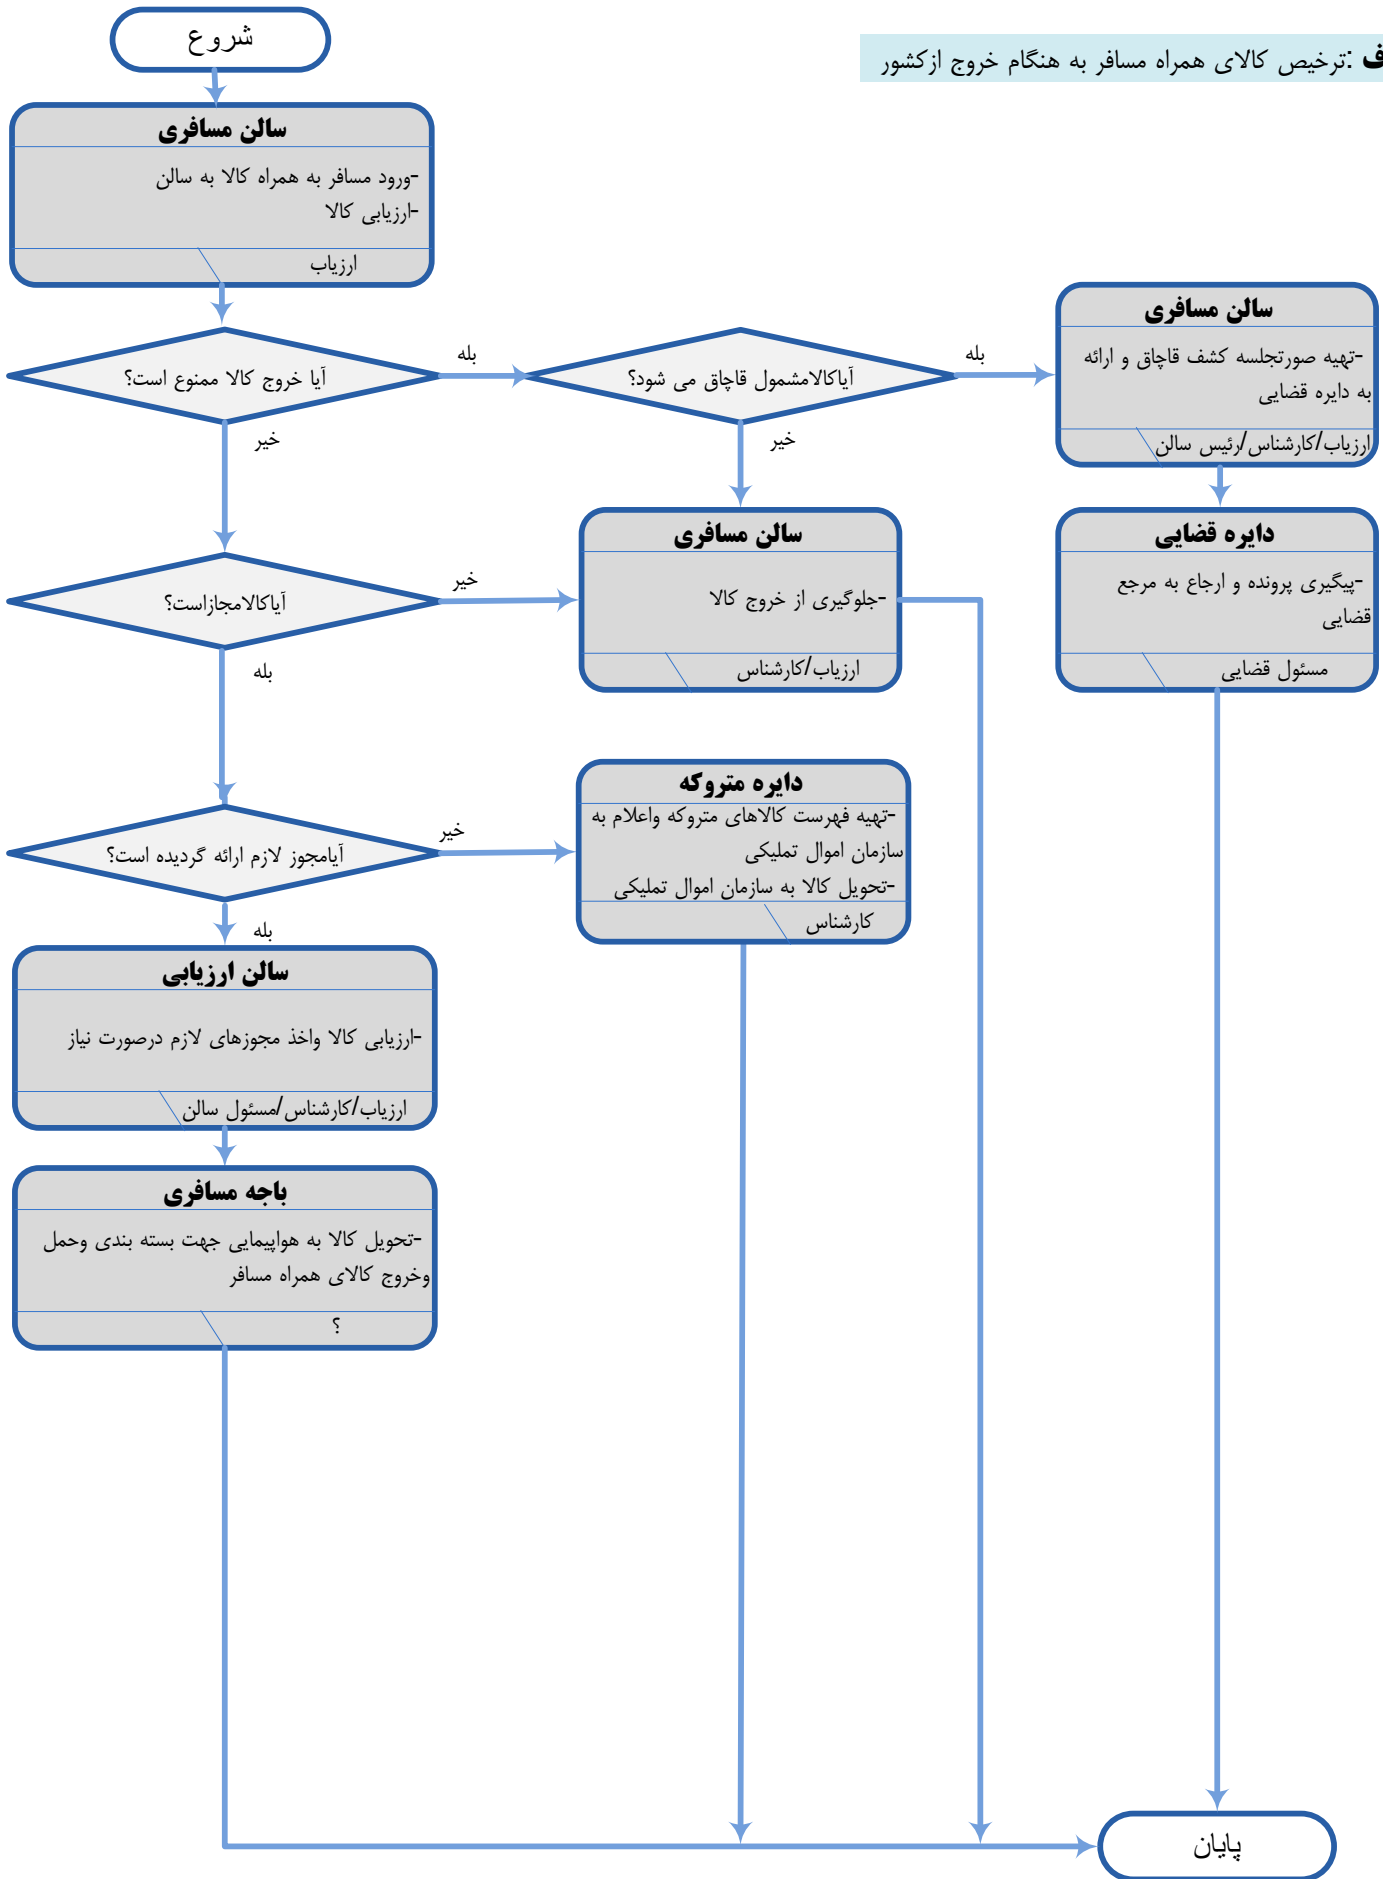 شروع
ف :ترخیص کالای همراه مسافر به هنگام خروج ازکشور
سالن مسافری
-ورود مسافر به همراه کالا به سالن
-ارزیابی کالا
ارزیاب
آیا خروج کالا ممنوع است؟
بله
آیاکالامشمول قاچاق می شود؟
بله
سالن مسافری
-تهیه صورتجلسه کشف قاچاق و ارائه
به دایره قضایی
ارزیاب/کارشناس/رئیس سالن
خیر
خیر
آیاکالامجازاست؟
خیر
سالن مسافری
-جلوگیری از خروج کالا
ارزیاب/کارشناس
دایره قضایی
-پیگیری پرونده و ارجاع به مرجع
قضایی
مسئول قضایی
بله
آیامجوز لازم ارائه گردیده است؟
خیر
دایره متروکه
-تهیه فهرست کالاهای متروکه واعلام به
سازمان اموال تملیکی
-تحویل کالا به سازمان اموال تملیکی
کارشناس
بله
سالن ارزیابی
-ارزیابی کالا واخذ مجوزهای لازم درصورت نیاز
ارزیاب/کارشناس/مسئول سالن
باجه مسافری
-تحویل کالا به هواپیمایی جهت بسته بندی وحمل
وخروج کالای همراه مسافر
؟
پایان